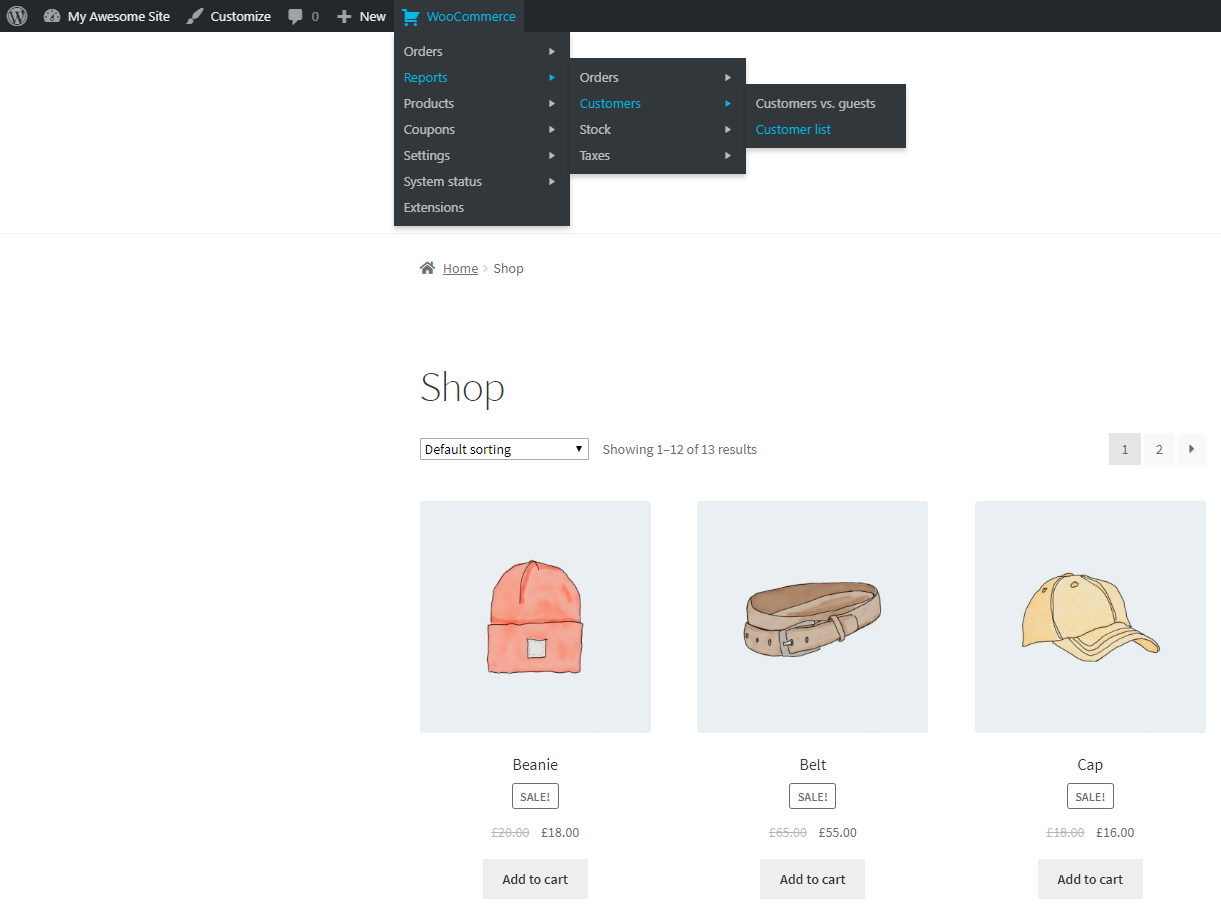 My Awesome Site Customize 0 New WooCommerce
Orders
Reports Orders
Products Customers Customers vs. guests
Coupons Stock Customer list
Settings Taxes
System status
Extensions
Home Shop
Shop
Default sorting Showing 1–12 of 13 results 1 2
Beanie Belt Cap
SALE! SALE! SALE!
£20.00 £18.00 £65.00 £55.00 £18.00 £16.00
Add to cart Add to cart Add to cart